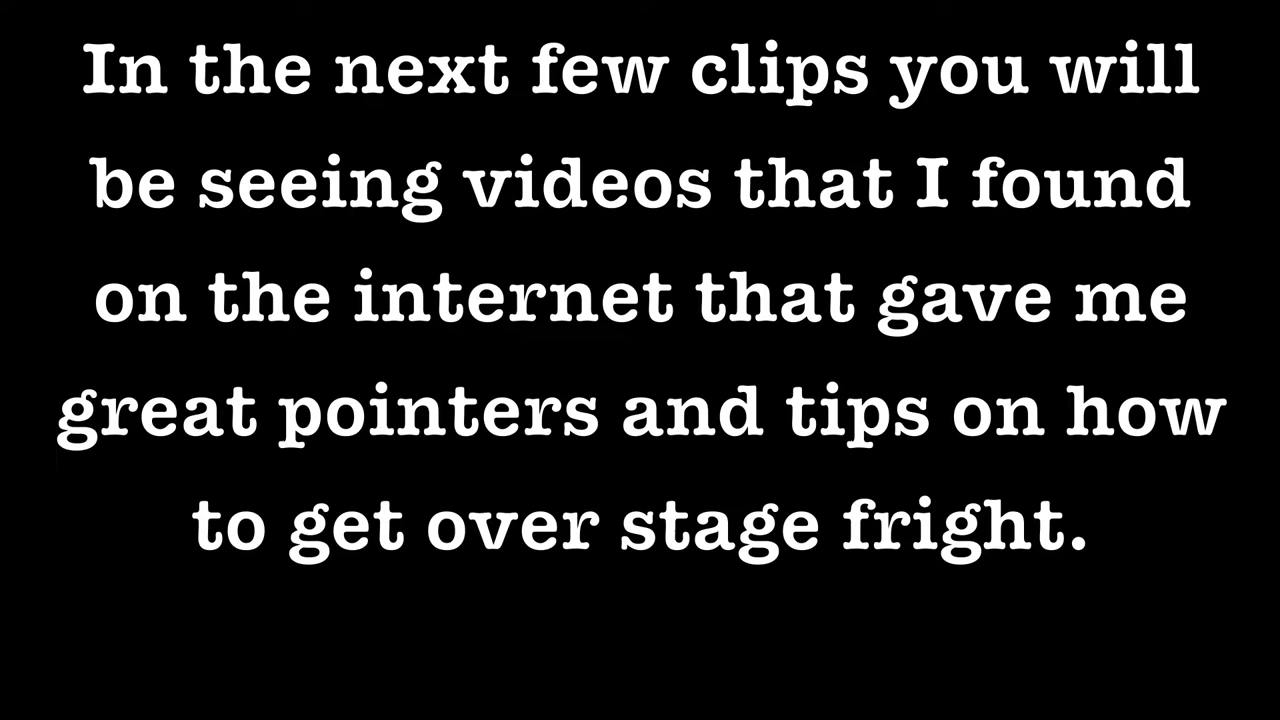 In the next few clips you will
be seeing videos that I found
on the internet that gave me
great pointers and tips on how
to get over stage fright.